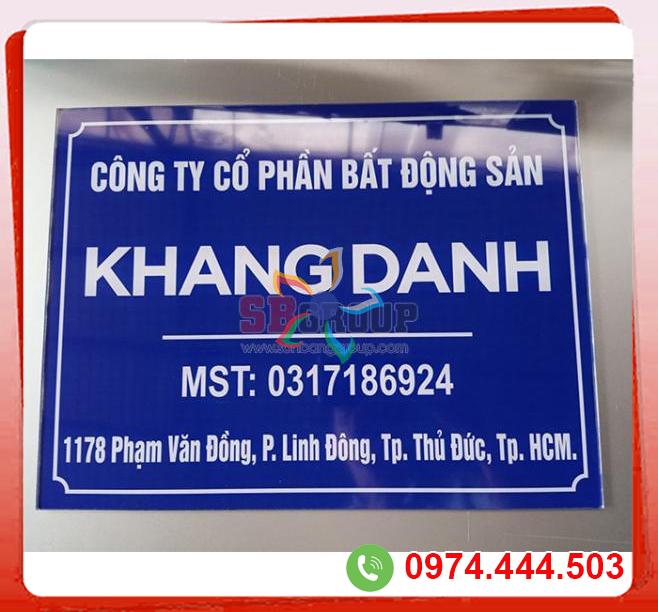 CÔNG TY CỔ PHẦN BẤT ĐỘNG SẢN
KHANG DANH
SBGROUP
MST: 0317186924
1178 Phạm Văn Đồng, P. Linh Đông, Tp. Thủ Đức, Tp. HCM.
0974.444.503